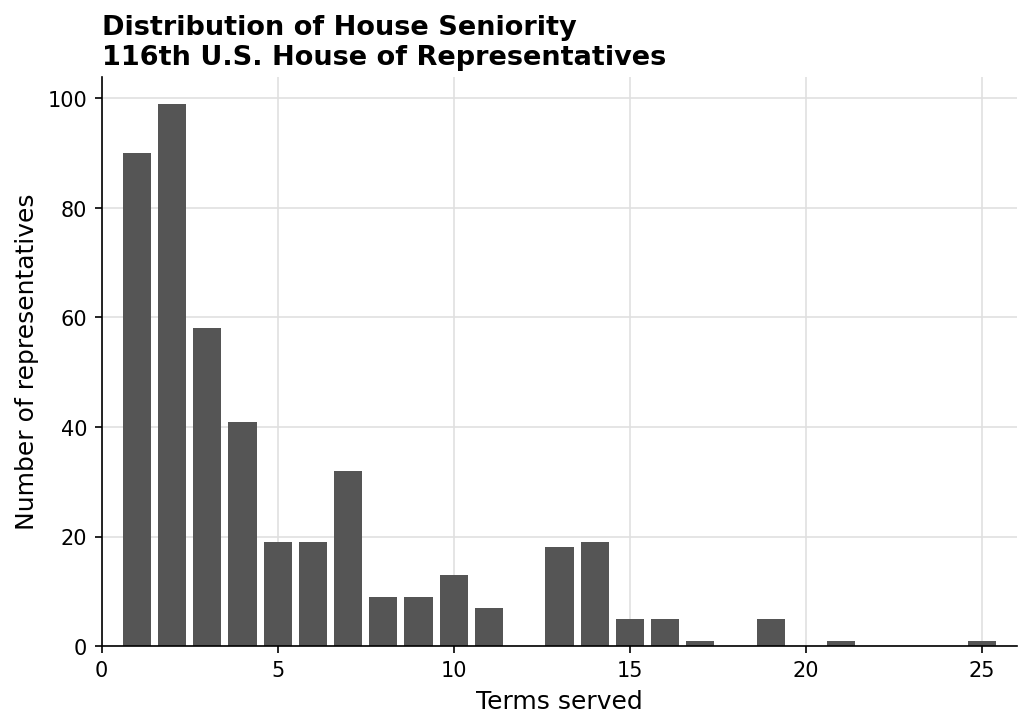 Distribution of House Seniority
116th U.S. House of Representatives
Number of representatives
100
80
60
40
20
0
0 5 10 15 20 25
Terms served